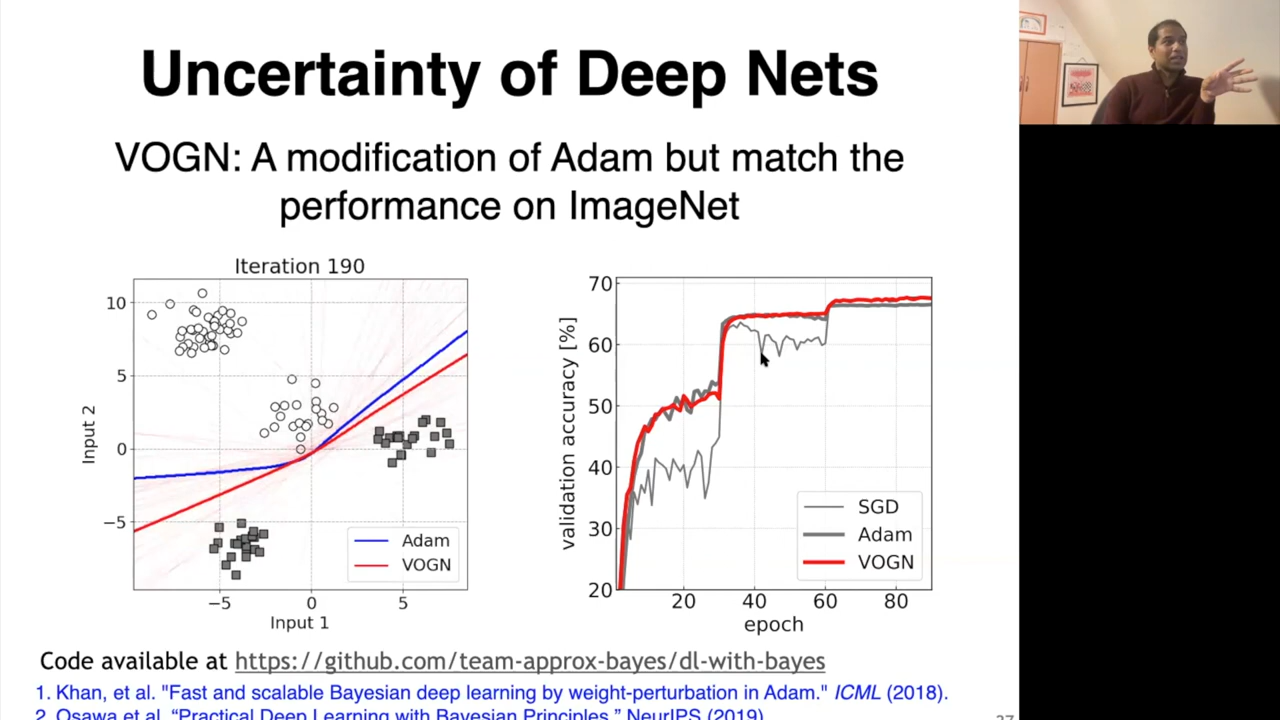 Uncertainty of Deep Nets
VOGN: A modification of Adam but match the
performance on ImageNet
Iteration 190
10
5
0
−5
Input 2
−5 0 5
Input 1
Adam
VOGN
70
60
50
40
30
20
validation accuracy [%]
20 40 60 80
epoch
SGD
Adam
VOGN
Code available at https://github.com/team-approx-bayes/dl-with-bayes
1. Khan, et al. "Fast and scalable Bayesian deep learning by weight-perturbation in Adam." ICML (2018).
2. Osawa et al. “Practical Deep Learning with Bayesian Principles.” NeurIPS (2019).